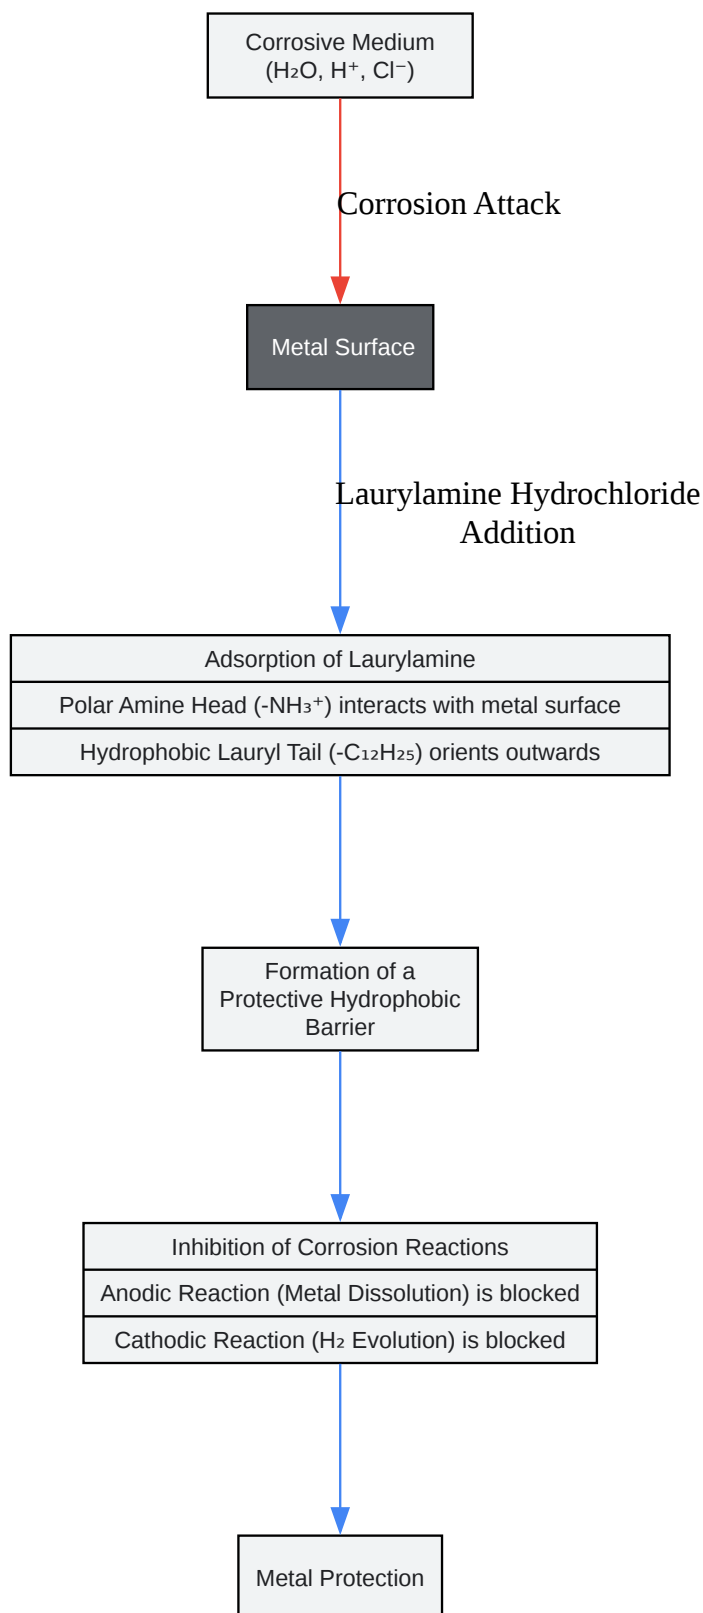 Corrosive Medium
(H₂O, H⁺, Cl⁻)
Corrosion Attack
Metal Surface
Laurylamine Hydrochloride
Addition
Adsorption of Laurylamine
Polar Amine Head (-NH₃⁺) interacts with metal surface
Hydrophobic Lauryl Tail (-C₁₂H₂₅) orients outwards
Formation of a
Protective Hydrophobic
Barrier
Inhibition of Corrosion Reactions
Anodic Reaction (Metal Dissolution) is blocked
Cathodic Reaction (H₂ Evolution) is blocked
Metal Protection